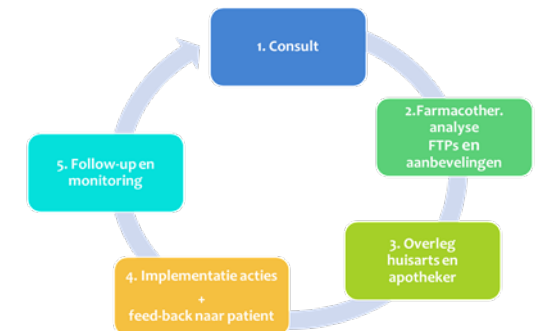 1. Consult
2.Farmacother.
analyse
FTPs en
aanbevelingen
3. Overleg
huisarts en
apotheker
4. Implementatie acties
+
feed-back naar patient
5. Follow-up en
monitoring